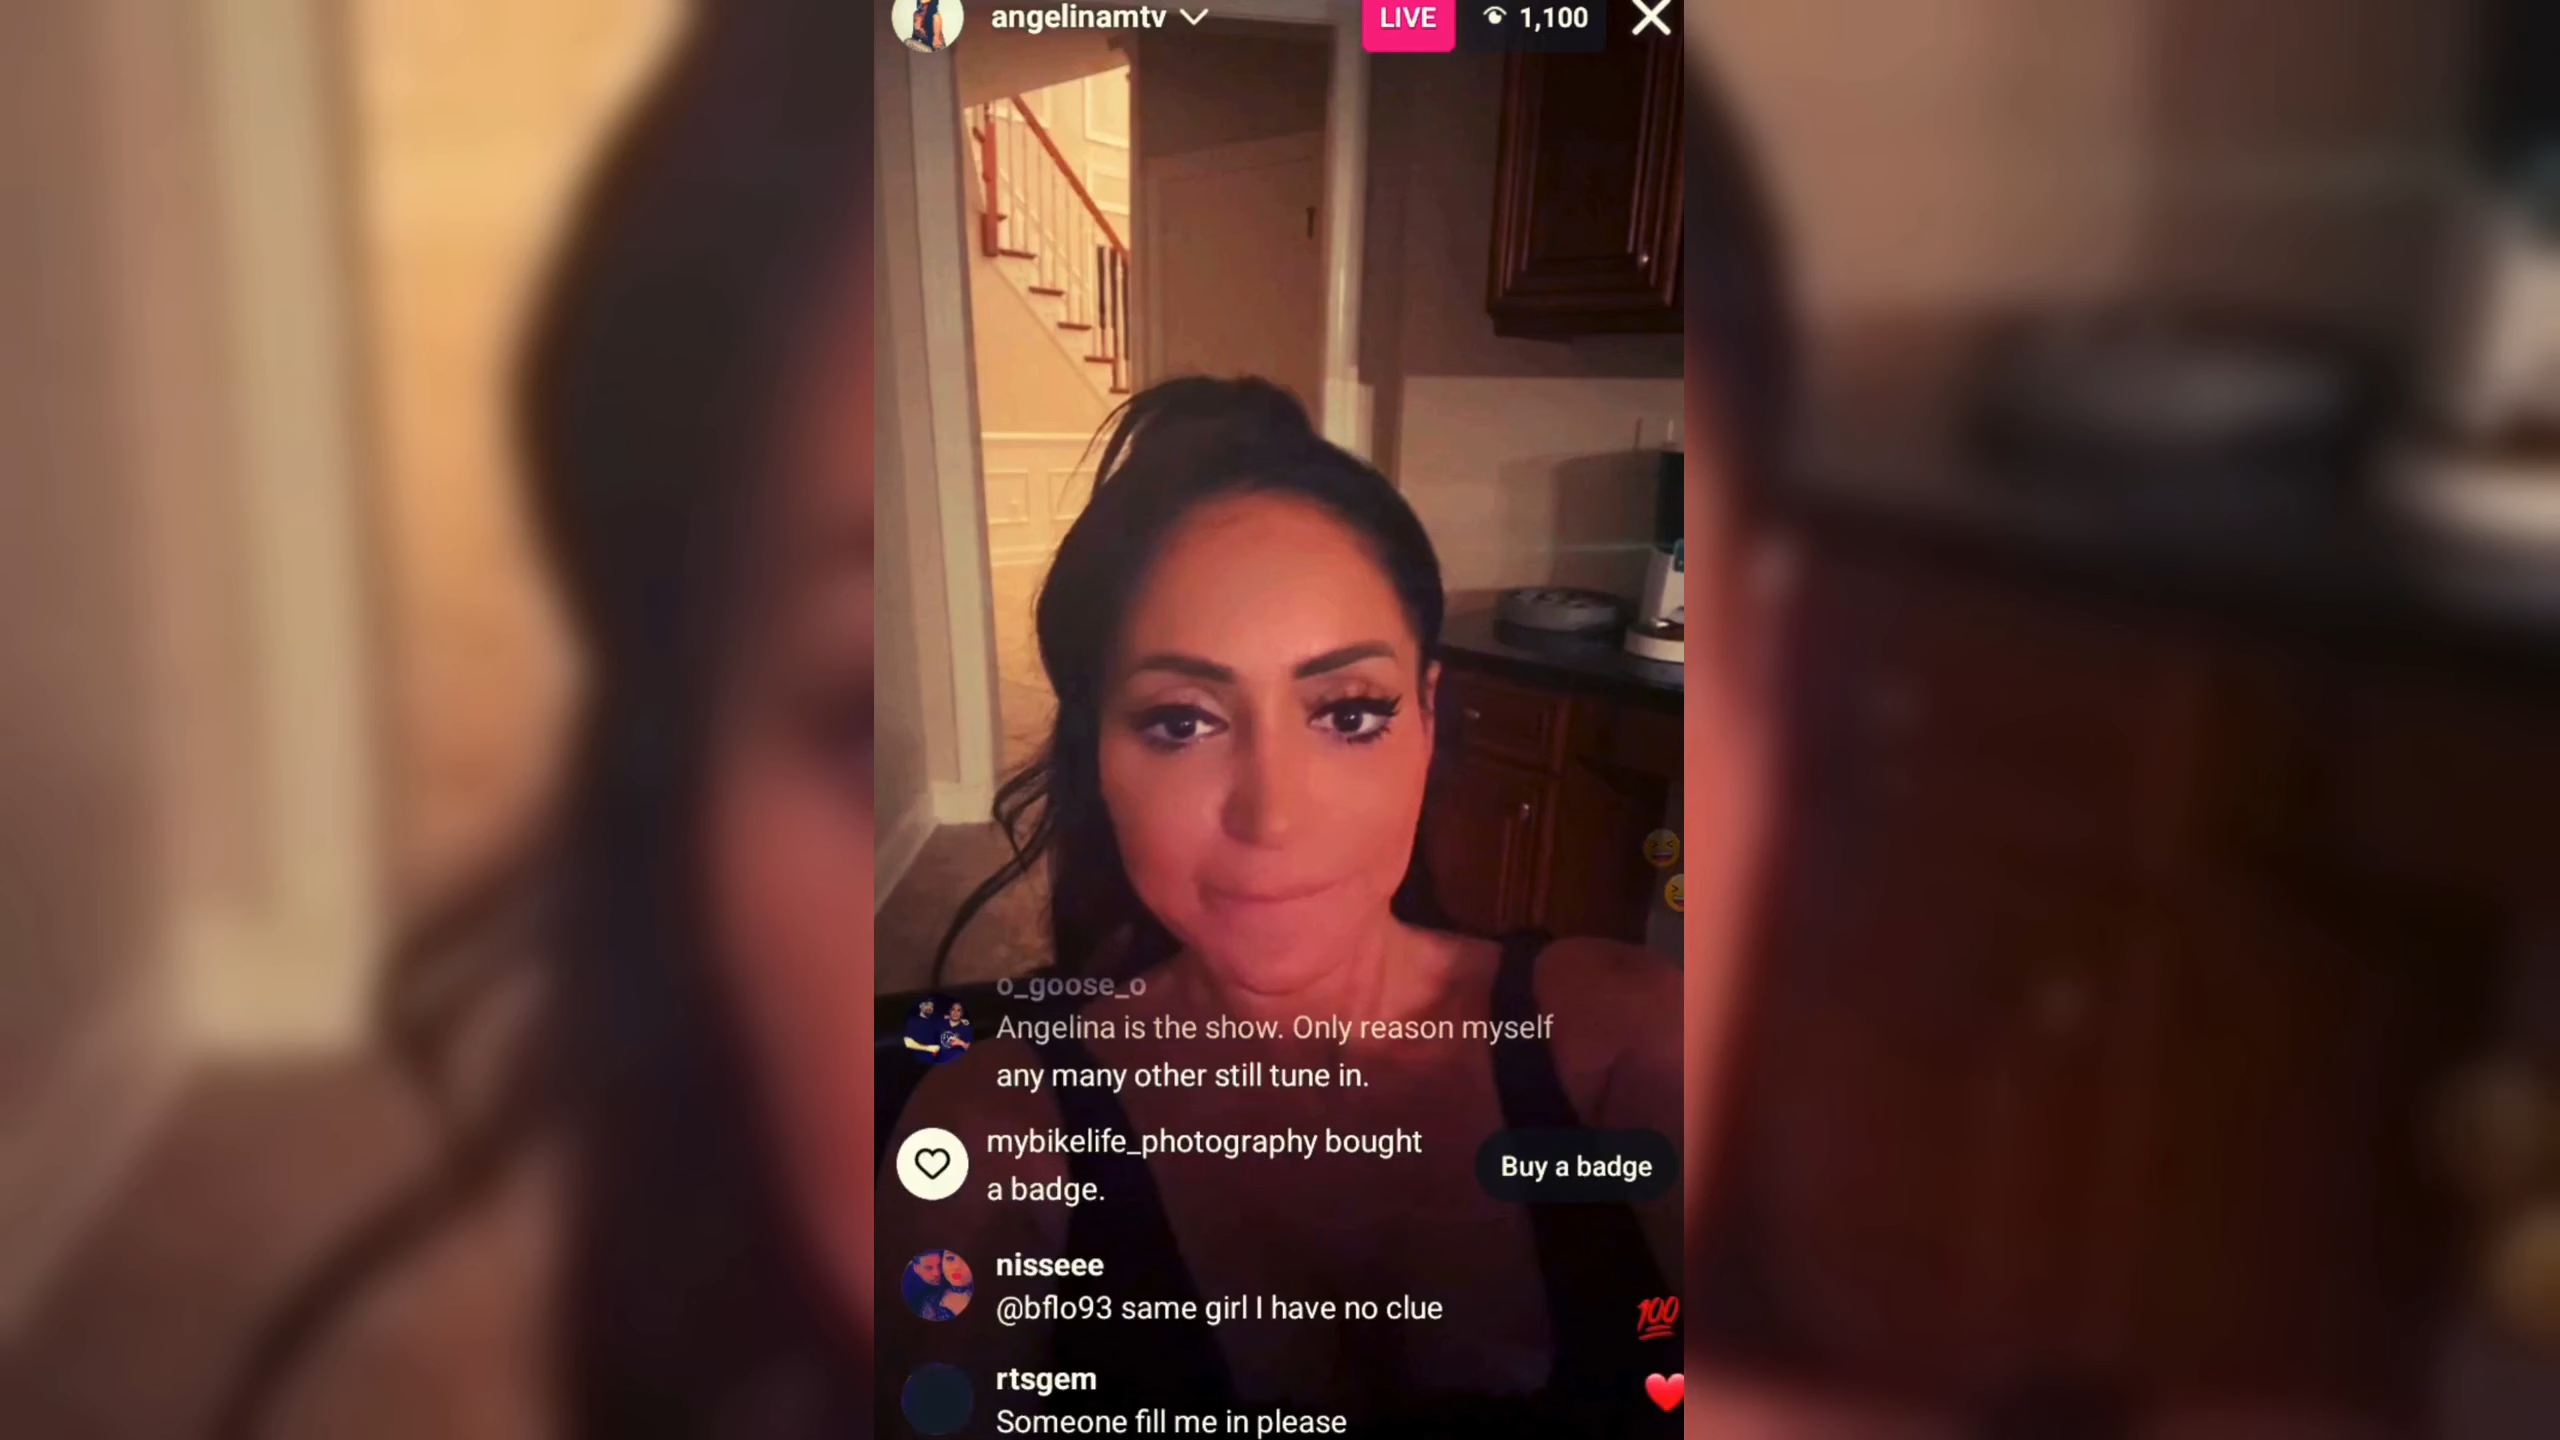 angelinamtv
LIVE
1,100
o_goose_o
Angelina is the show. Only reason myself
any many other still tune in.
mybikelife_photography bought
a badge.
Buy a badge
nisseee
@bflo93 same girl I have no clue
100
rtsgem
Someone fill me in please